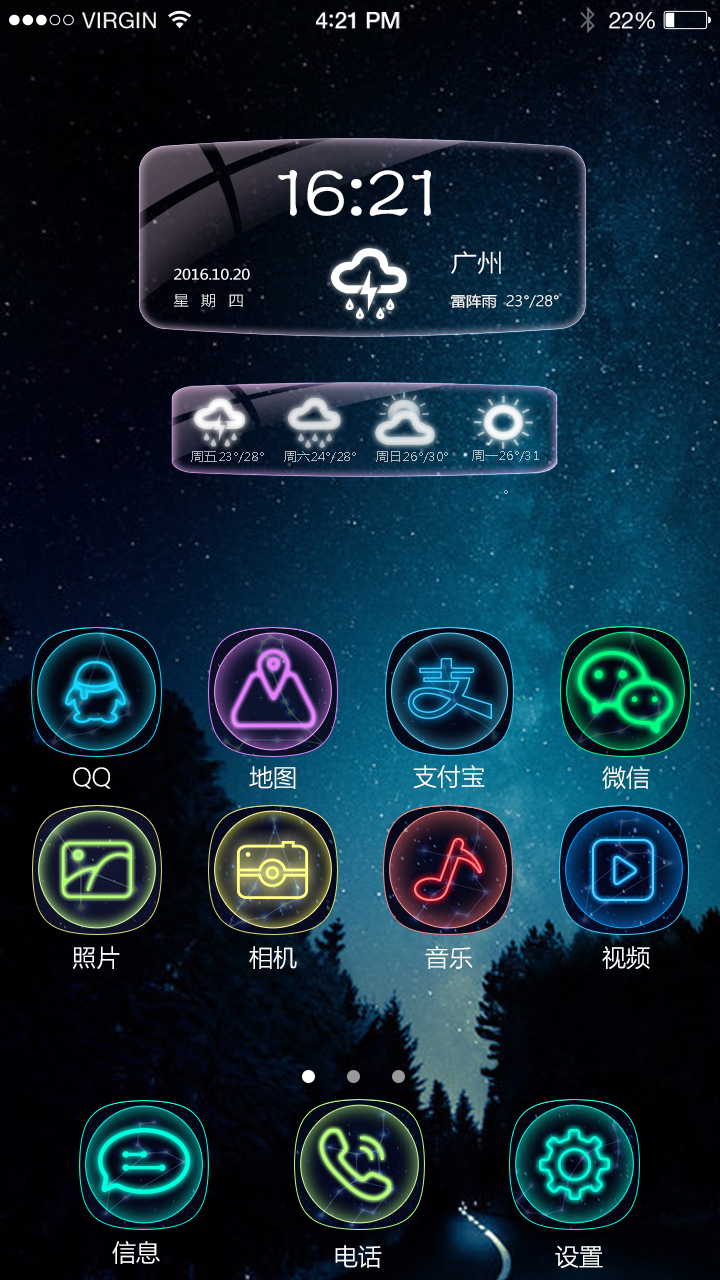 VIRGIN 4:21 PM 22%
16:21
2016.10.20
星期四
广州
雷阵雨 23°/28°
周五23°/28° 周六24°/28° 周日26°/30° 周一26°/31
QQ 地图 支付宝 微信
照片 相机 音乐 视频
信息 电话 设置